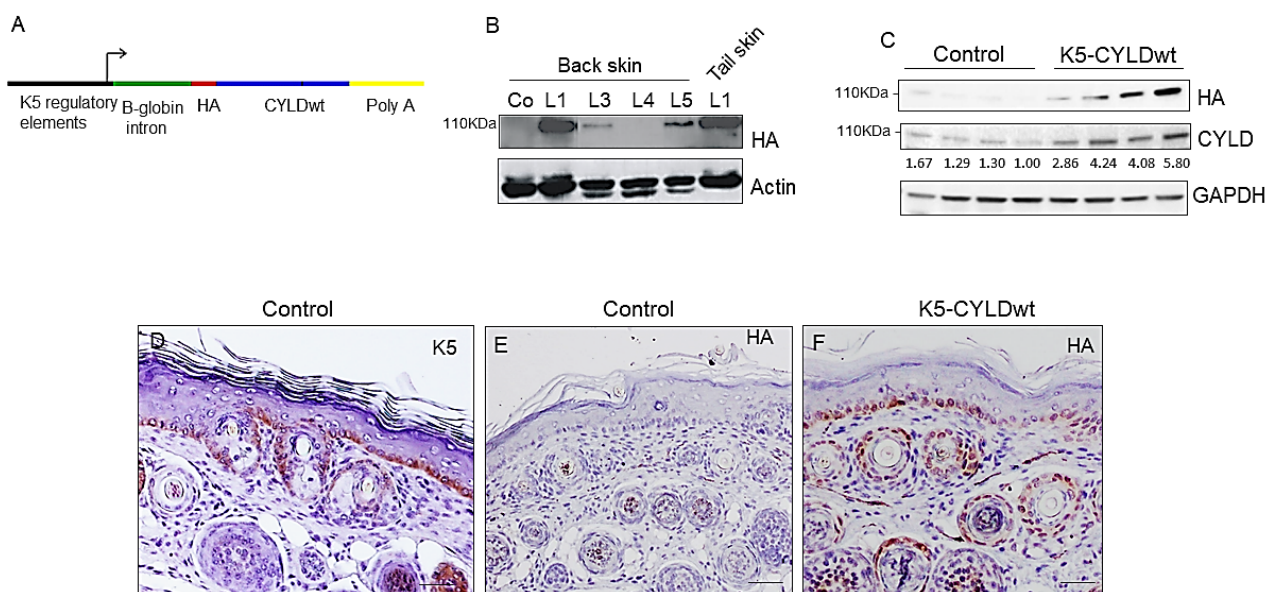 A
K5 regulatory
elements
B-globin
intron
HA
CYLDwt
Poly A
B
Back skin
Tail skin
Co L1 L3 L4 L5 L1
110KDa
HA
Actin
C
Control K5-CYLDwt
110KDa
HA
110KDa
CYLD
1.67 1.29 1.30 1.00 2.86 4.24 4.08 5.80
GAPDH
Control
D
K5
Control
E
HA
K5-CYLDwt
F
HA